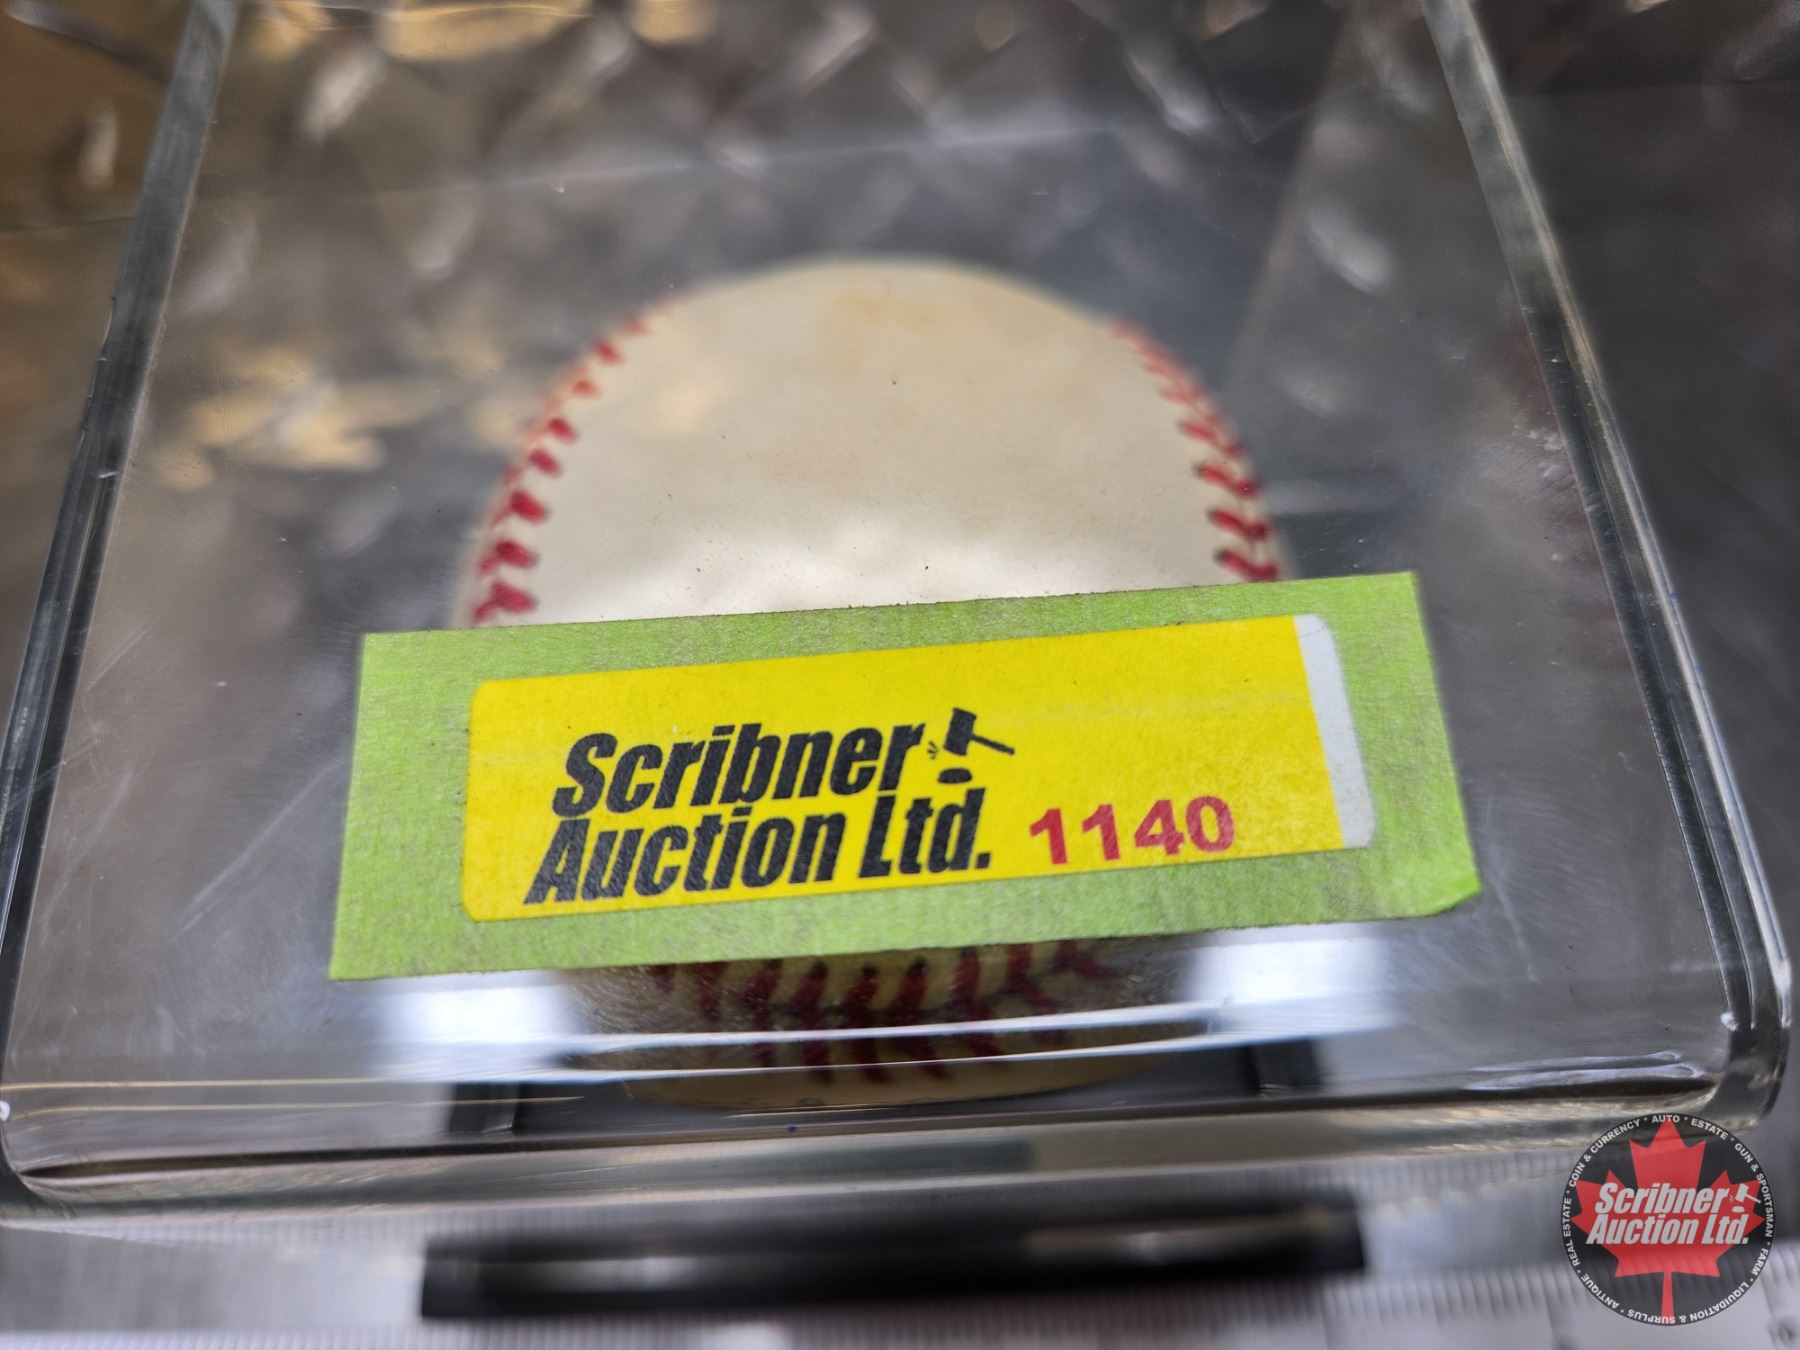 Scribner
Auction Ltd. 1140
COIN & CURRENCY * AUTO * ESTATE * GUN & SPORTSMAN * FARM * LIQUIDATION & SURPLUS * ANTIQUE * REAL ESTATE *
Scribner
Auction Ltd.